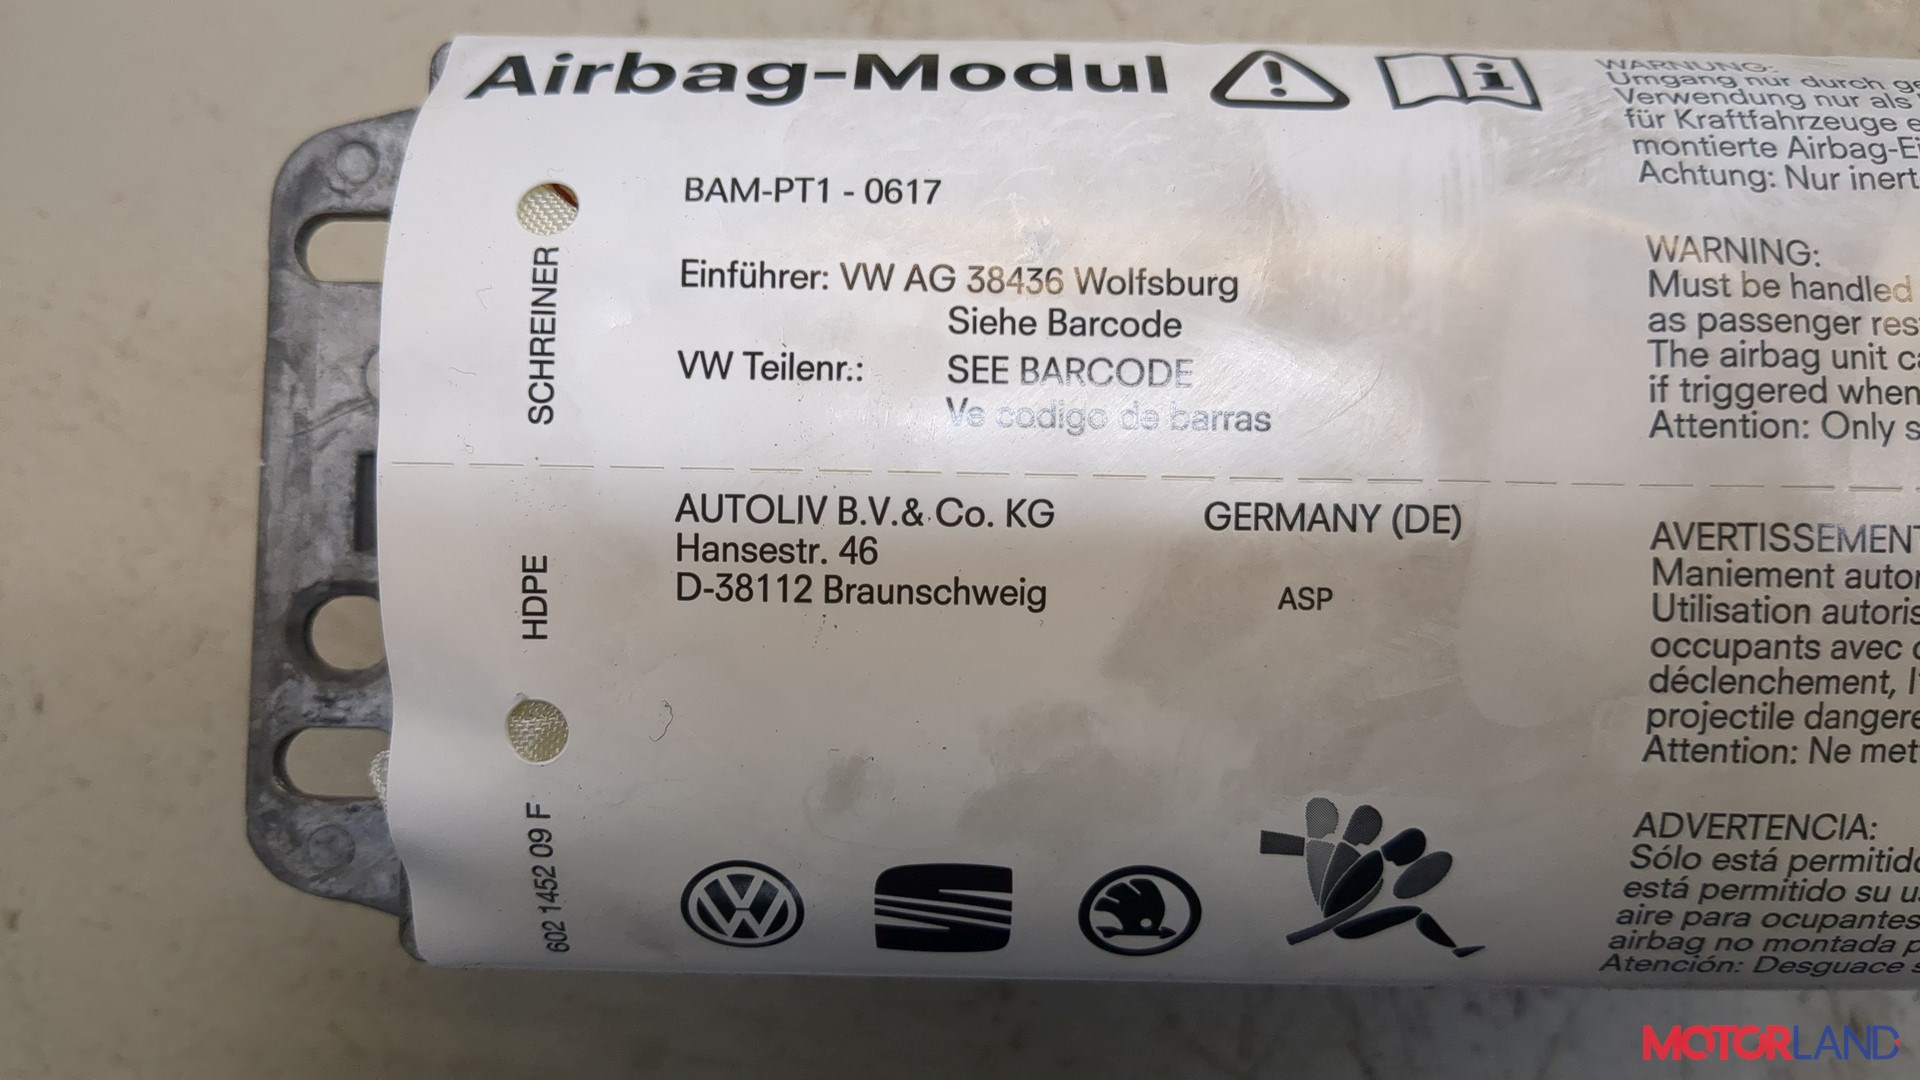 Airbag-Modul
BAM-PT1 - 0617
Einführer: VW AG 38436 Wolfsburg
Siehe Barcode
VW Teilenr.: SEE BARCODE
Ve codigo de barras
AUTOLIV B.V.& Co. KG
Hansestr. 46
D-38112 Braunschweig
GERMANY (DE)
ASP
SCHREINER
HDPE
602 1452 09 F
WARNUNG:
Umgang nur durch ge
Verwendung nur als
für Kraftfahrzeuge e
montierte Airbag-Ei
Achtung: Nur inert
WARNING:
Must be handled
as passenger res
The airbag unit ca
if triggered when
Attention: Only s
AVERTISSEMENT
Maniement autor
Utilisation autoris
occupants avec c
déclenchement, l'
projectile dangere
Attention: Ne met
ADVERTENCIA:
Sólo está permitido
está permitido su u
aire para ocupantes
airbag no montada p
Atención: Desguace s
MOTORLAND